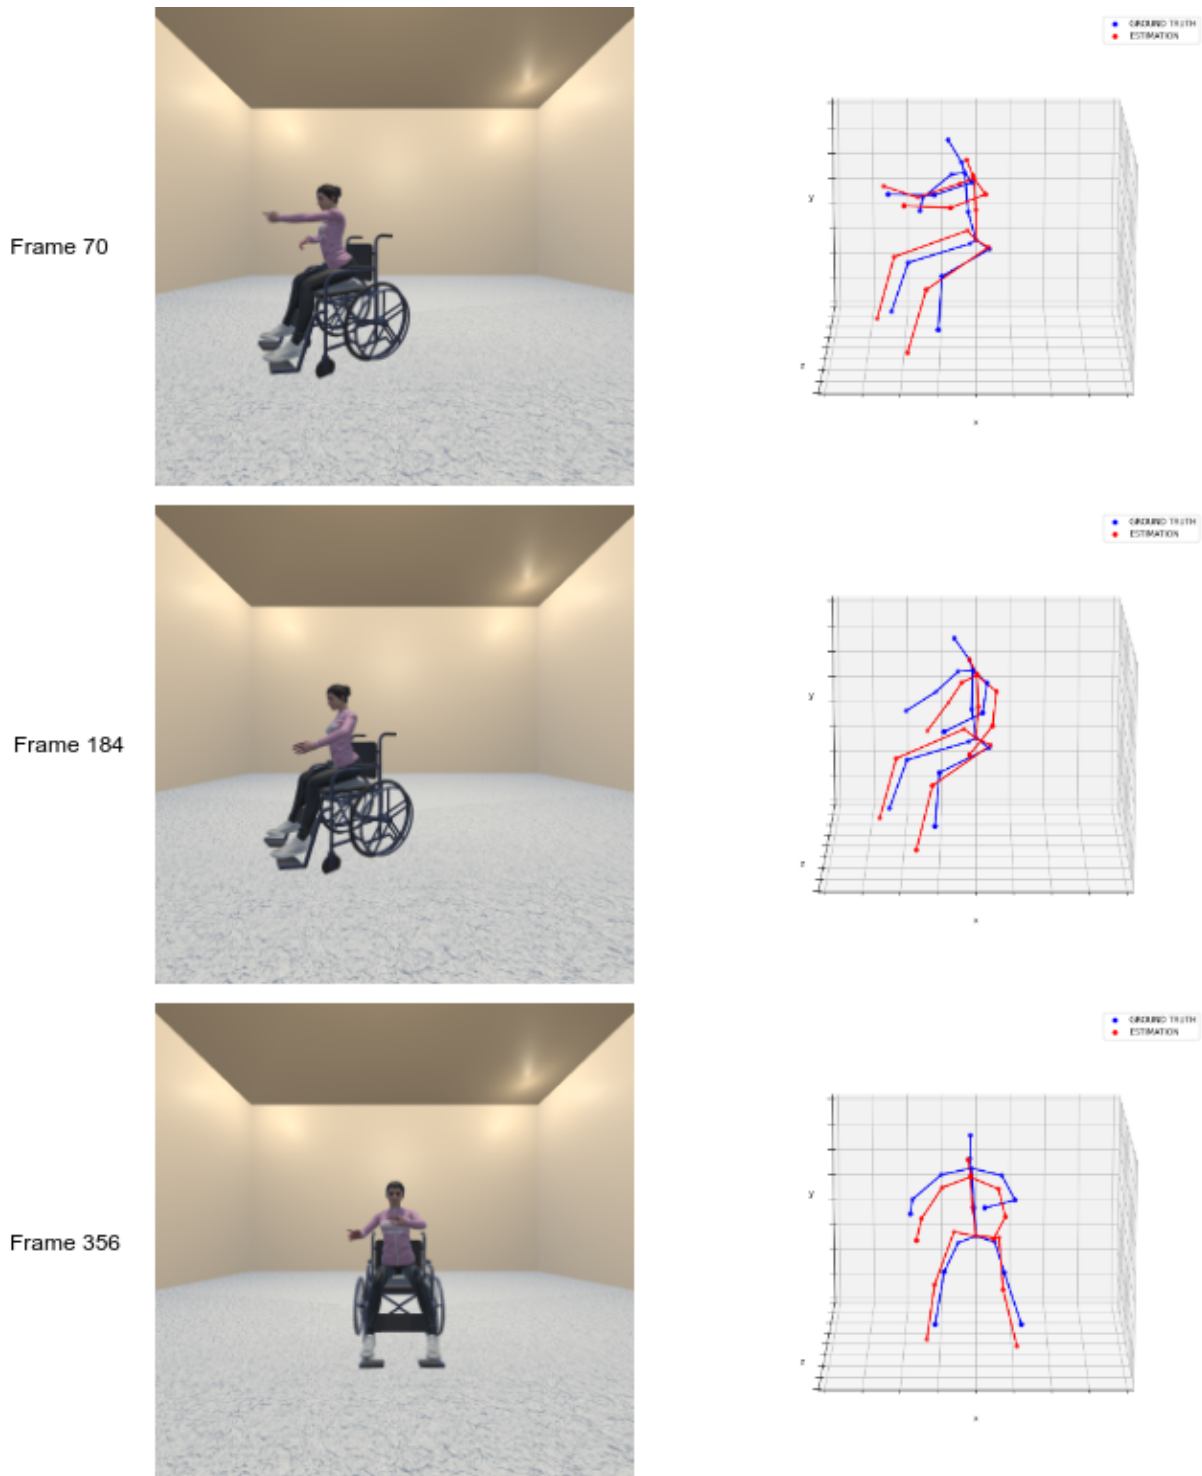 GROUND TRUTH
ESTIMATION
y
Frame 70
z
x
GROUND TRUTH
ESTIMATION
y
Frame 184
z
x
GROUND TRUTH
ESTIMATION
y
Frame 356
z
x